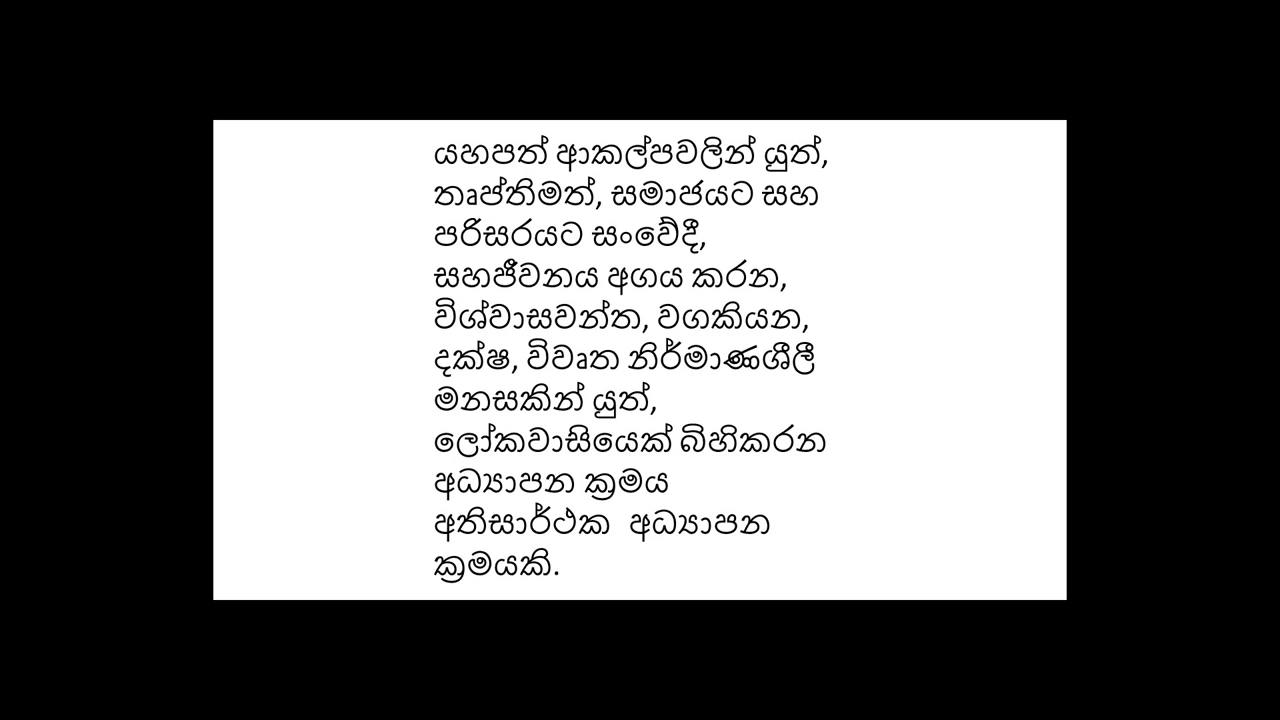 යහපත් ආකල්පවලින් යුත්,
තෘප්තිමත්, සමාජයට සහ
පරිසරයට සංවේදී,
සහජීවනය අගය කරන,
විශ්වාසවන්ත, වගකියන,
දක්ෂ, විවෘත නිර්මාණශීලී
මනසකින් යුත්,
ලෝකවාසියෙක් බිහිකරන
අධ්‍යාපන ක්‍රමය
අතිසාර්ථක  අධ්‍යාපන
ක්‍රමයකි.